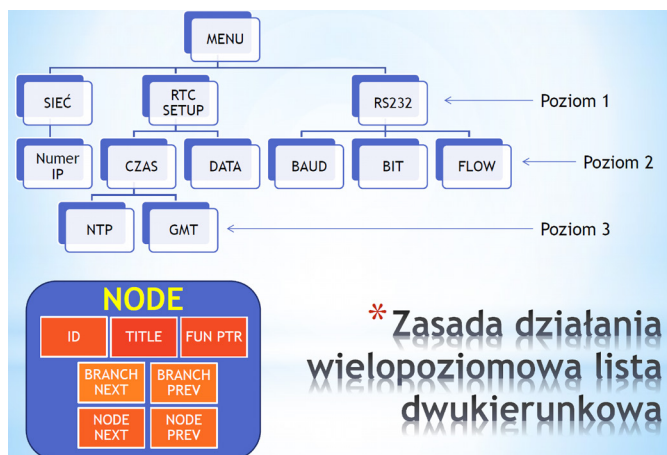 MENU
SIEĆ
RTC
SETUP
RS232
Poziom 1
Numer
IP
CZAS
DATA
BAUD
BIT
FLOW
Poziom 2
NTP
GMT
Poziom 3
NODE
ID
TITLE
FUN PTR
BRANCH
NEXT
BRANCH
PREV
NODE
NEXT
NODE
PREV
* Zasada działania
wielopoziomowa lista
dwukierunkowa